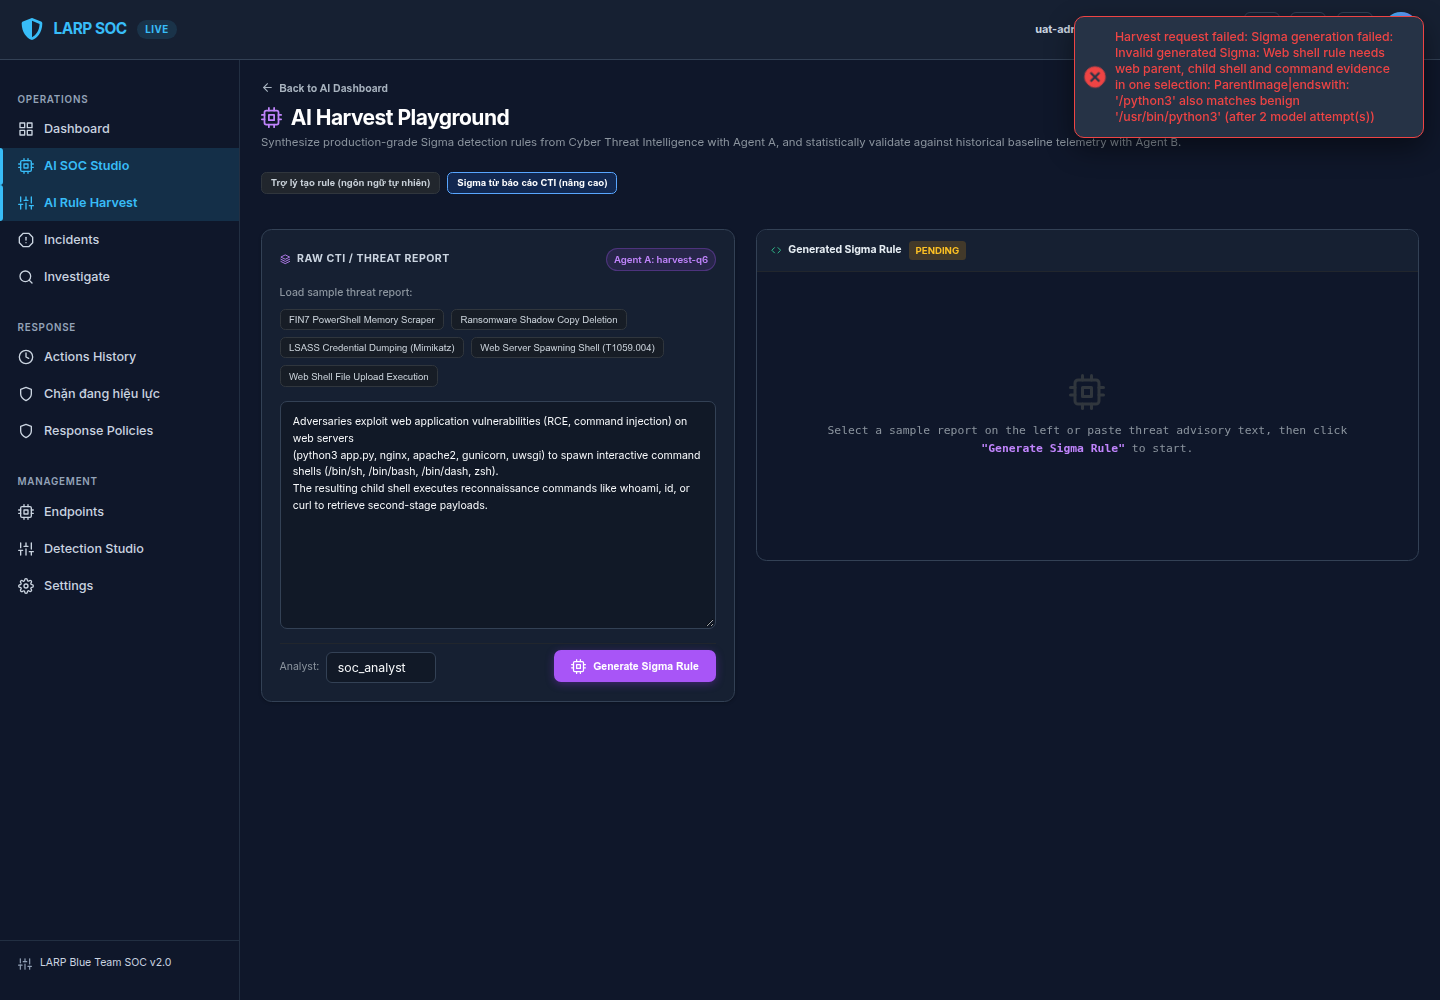 LARP SOC
LIVE
Harvest request failed: Sigma generation failed:
Invalid generated Sigma: Web shell rule needs
web parent, child shell and command evidence
in one selection: ParentImage|endswith:
'/python3' also matches benign
'/usr/bin/python3' (after 2 model attempt(s))
OPERATIONS
Dashboard
AI SOC Studio
AI Rule Harvest
Incidents
Investigate
RESPONSE
Actions History
Chặn đang hiệu lực
Response Policies
MANAGEMENT
Endpoints
Detection Studio
Settings
LARP Blue Team SOC v2.0
Back to AI Dashboard
AI Harvest Playground
Synthesize production-grade Sigma detection rules from Cyber Threat Intelligence with Agent A, and statistically validate against historical baseline telemetry with Agent B.
Trợ lý tạo rule (ngôn ngữ tự nhiên)
Sigma từ báo cáo CTI (nâng cao)
RAW CTI / THREAT REPORT
Agent A: harvest-q6
Load sample threat report:
FIN7 PowerShell Memory Scraper
Ransomware Shadow Copy Deletion
LSASS Credential Dumping (Mimikatz)
Web Server Spawning Shell (T1059.004)
Web Shell File Upload Execution
Adversaries exploit web application vulnerabilities (RCE, command injection) on
web servers
(python3 app.py, nginx, apache2, gunicorn, uwsgi) to spawn interactive command
shells (/bin/sh, /bin/bash, /bin/dash, zsh).
The resulting child shell executes reconnaissance commands like whoami, id, or
curl to retrieve second-stage payloads.
Analyst:
soc_analyst
Generate Sigma Rule
Generated Sigma Rule
PENDING
Select a sample report on the left or paste threat advisory text, then click
"Generate Sigma Rule" to start.